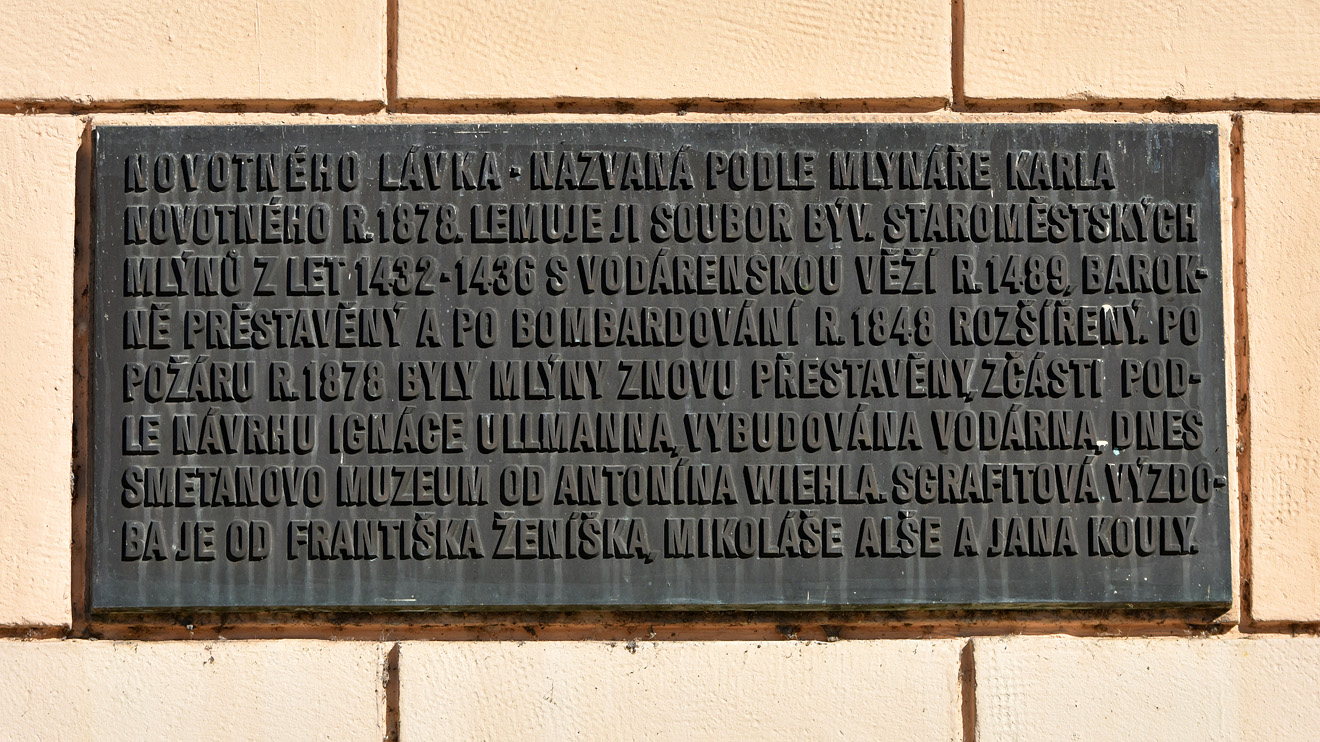 NOVOTNÉHO LÁVKA · NAZVANÁ PODLE MLYNÁŘE KARLA
NOVOTNÉHO R. 1878. LEMUJE JI SOUBOR BÝV. STAROMĚSTSKÝCH
MLÝNŮ Z LET 1432-1436 S VODÁRENSKOU VĚŽÍ R. 1489, BAROK-
NĚ PŘESTAVĚNÝ A PO BOMBARDOVÁNÍ R. 1848 ROZŠÍŘENÝ. PO
POŽÁRU R. 1878 BYLY MLÝNY ZNOVU PŘESTAVĚNY, ZČÁSTI POD-
LE NÁVRHU IGNÁCE ULLMANNA, VYBUDOVÁNA VODÁRNA, DNES
SMETANOVO MUZEUM OD ANTONÍNA WIEHLA. SGRAFITOVÁ VÝZDO-
BA JE OD FRANTIŠKA ŽENÍŠKA, MIKOLÁŠE ALŠE A JANA KOULY.